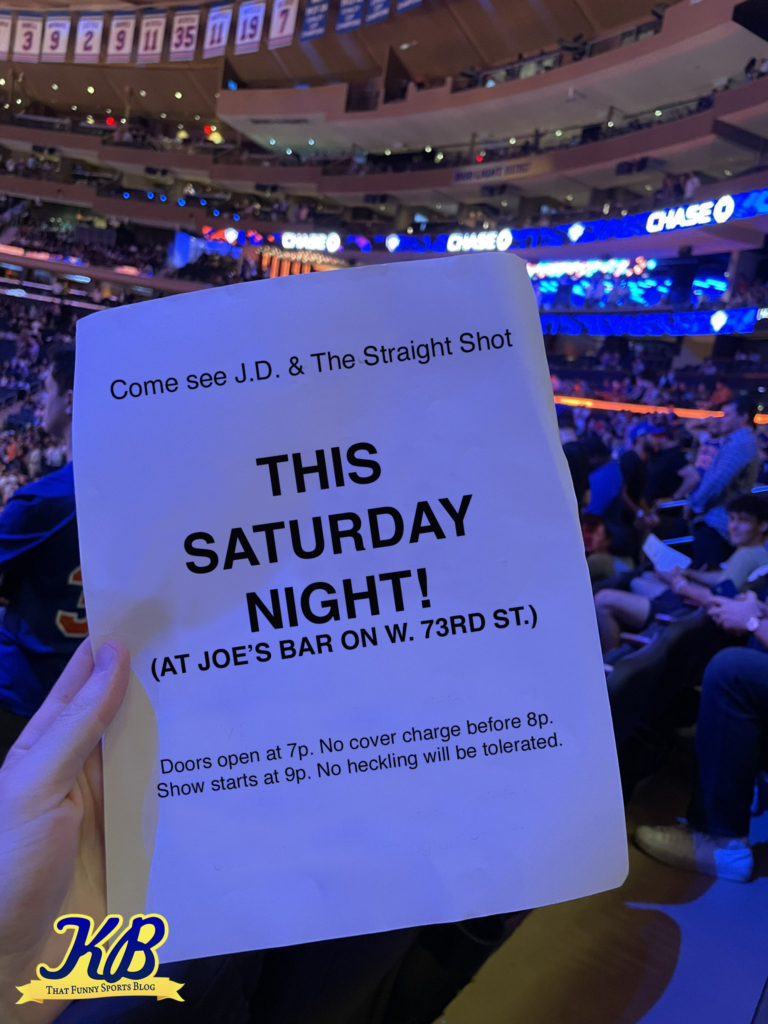 3 9 2 9 11 35 11 19 7
CHASE
CHASE
CHASE
Come see J.D. & The Straight Shot
THIS
SATURDAY
NIGHT!
(AT JOE'S BAR ON W. 73RD ST.)
Doors open at 7p. No cover charge before 8p.
Show starts at 9p. No heckling will be tolerated.
KB
THAT FUNNY SPORTS BLOG